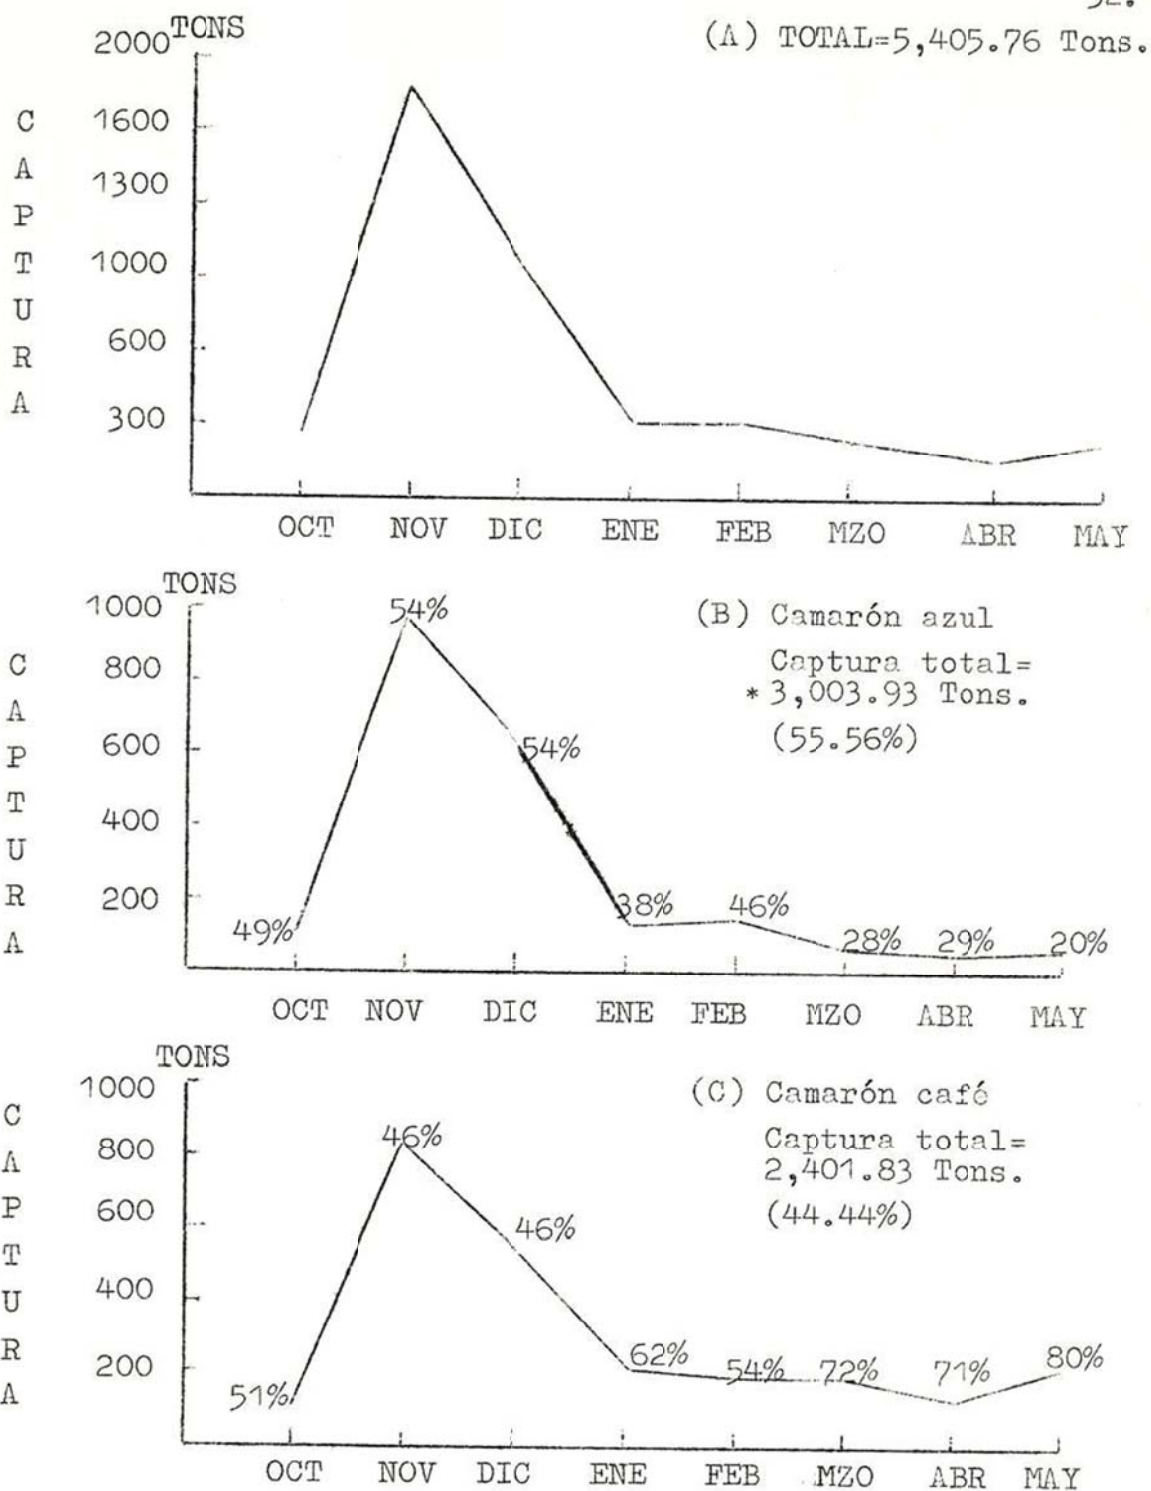 (A) TOTAL=5,405.76 Tons.
TONS
2000
1600
1300
1000
600
300
CAPTURA
OCT NOV DIC ENE FEB MZO ABR MAY
TONS
1000
800
600
400
200
CAPTURA
(B) Camarón azul
Captura total=
*3,003.93 Tons.
(55.56%)
49% 54% 54% 38% 46% 28% 29% 20%
OCT NOV DIC ENE FEB MZO ABR MAY
TONS
1000
800
600
400
200
CAPTURA
(C) Camarón café
Captura total=
2,401.83 Tons.
(44.44%)
51% 46% 46% 62% 54% 72% 71% 80%
OCT NOV DIC ENE FEB MZO ABR MAY